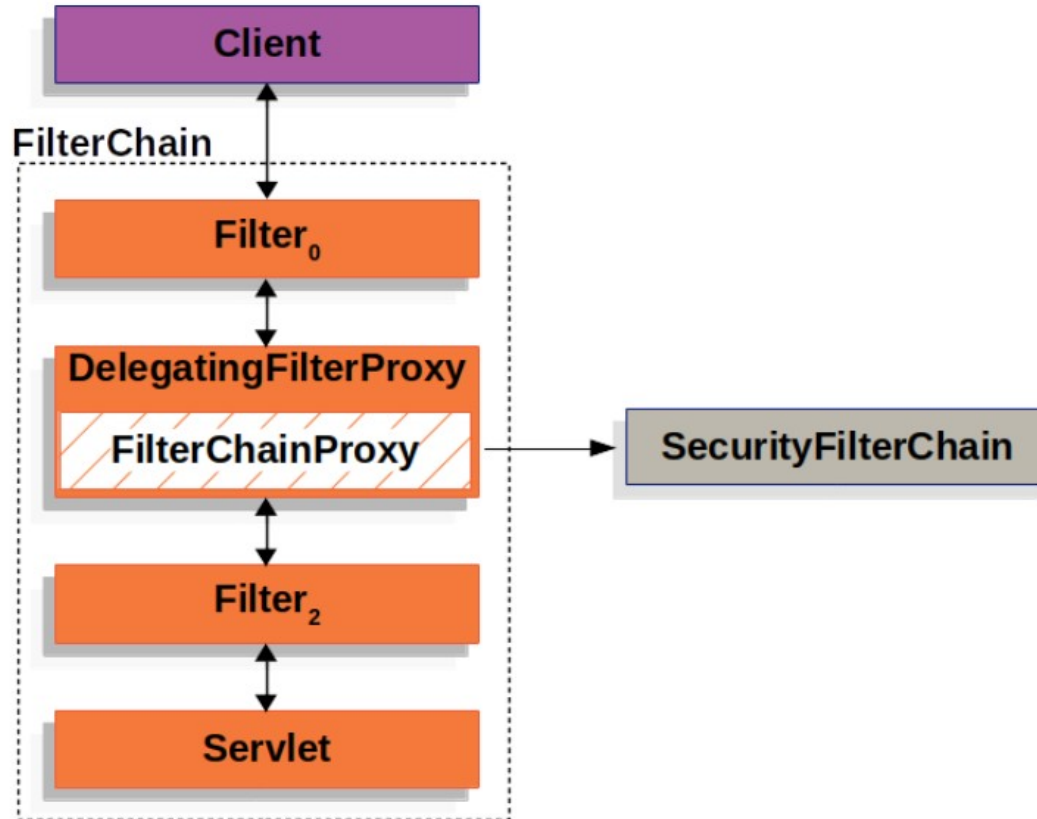 Client
FilterChain
Filter₀
DelegatingFilterProxy
FilterChainProxy
SecurityFilterChain
Filter₂
Servlet